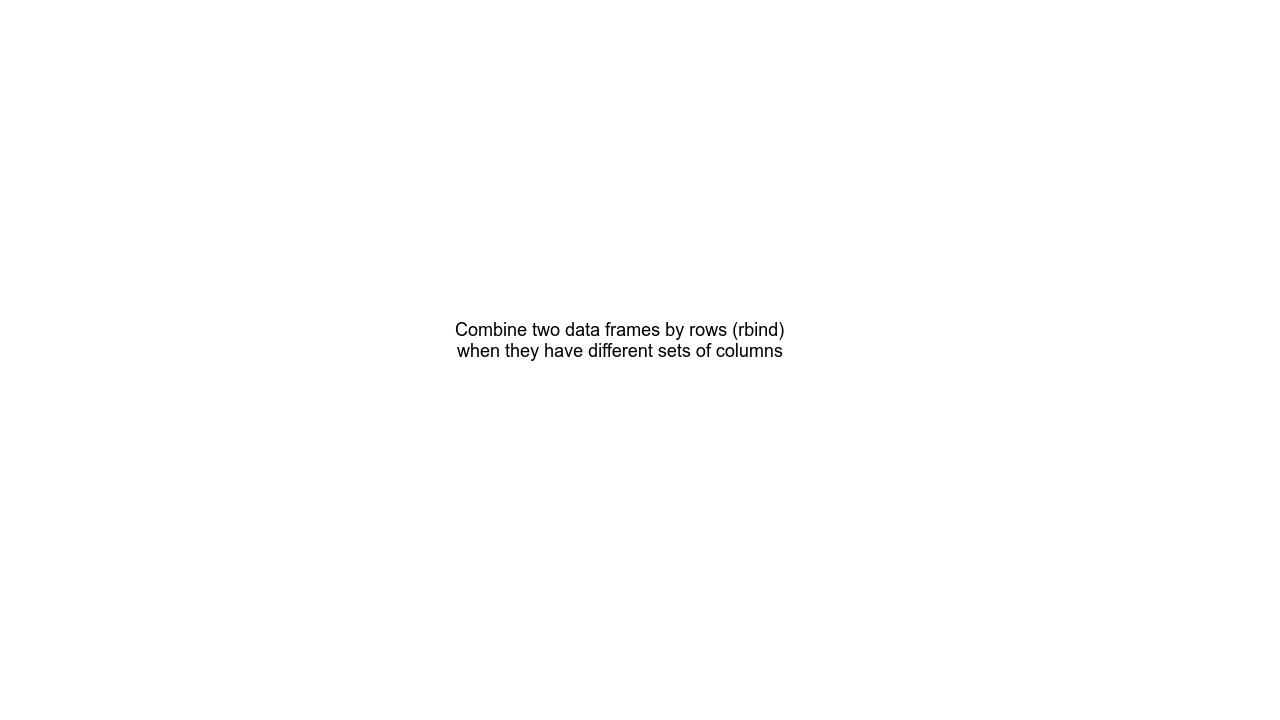 Combine two data frames by rows (rbind)
when they have different sets of columns